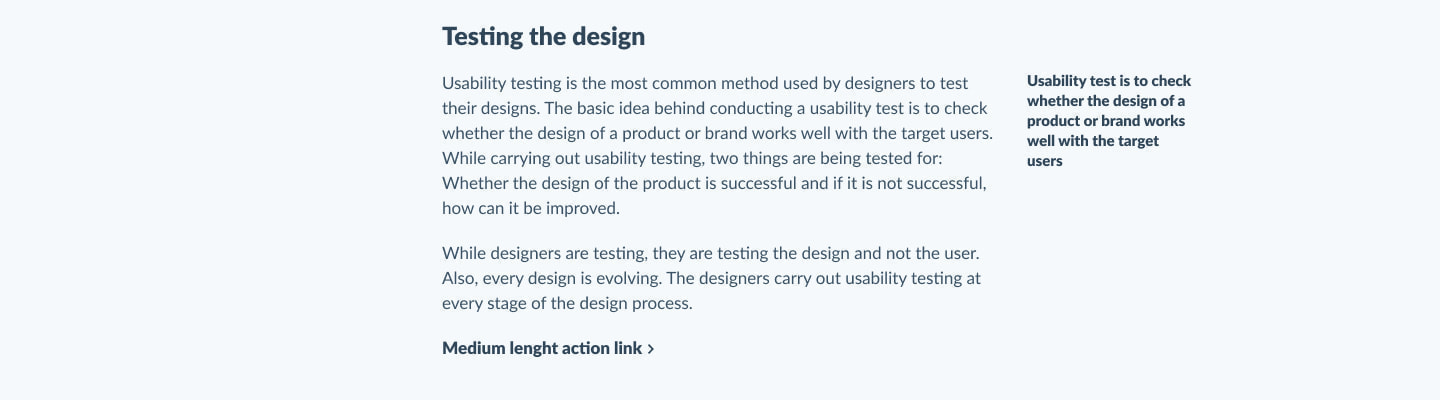 Testing the design
Usability testing is the most common method used by designers to test
their designs. The basic idea behind conducting a usability test is to check
whether the design of a product or brand works well with the target users.
While carrying out usability testing, two things are being tested for:
Whether the design of the product is successful and if it is not successful,
how can it be improved.
While designers are testing, they are testing the design and not the user.
Also, every design is evolving. The designers carry out usability testing at
every stage of the design process.
Medium lenght action link >
Usability test is to check
whether the design of a
product or brand works
well with the target
users